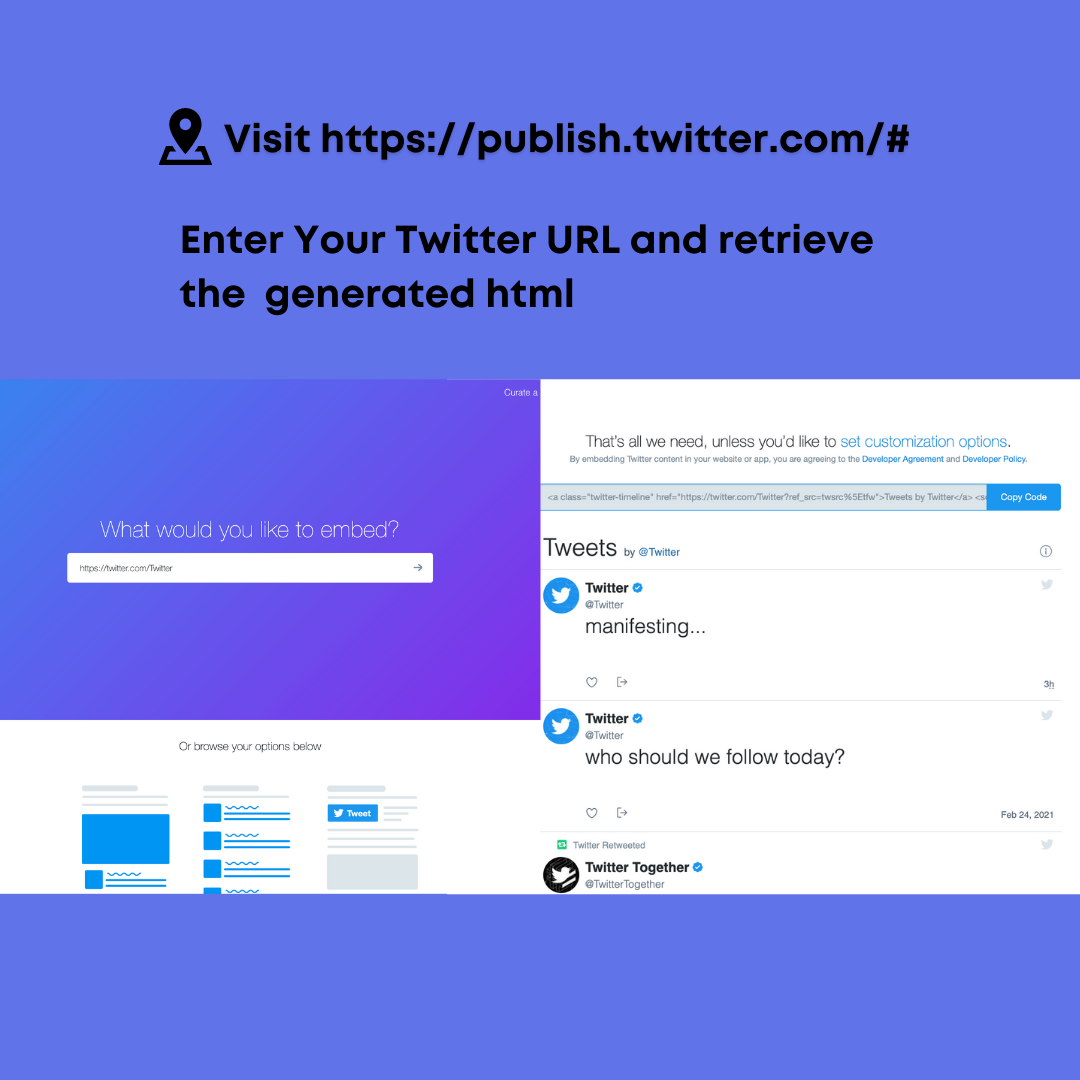 Visit https://publish.twitter.com/#
Enter Your Twitter URL and retrieve
the generated html
Curate a
What would you like to embed?
https://twitter.com/Twitter
Or browse your options below
Tweet
That's all we need, unless you'd like to set customization options.
By embedding Twitter content in your website or app, you are agreeing to the Developer Agreement and Developer Policy.
<a class="twitter-timeline" href="https://twitter.com/Twitter?ref_src=twsrc%5Etfw">Tweets by Twitter</a> <sc
Copy Code
Tweets by @Twitter
Twitter
@Twitter
manifesting...
3h
Twitter
@Twitter
who should we follow today?
Feb 24, 2021
Twitter Retweeted
Twitter Together
@TwitterTogether